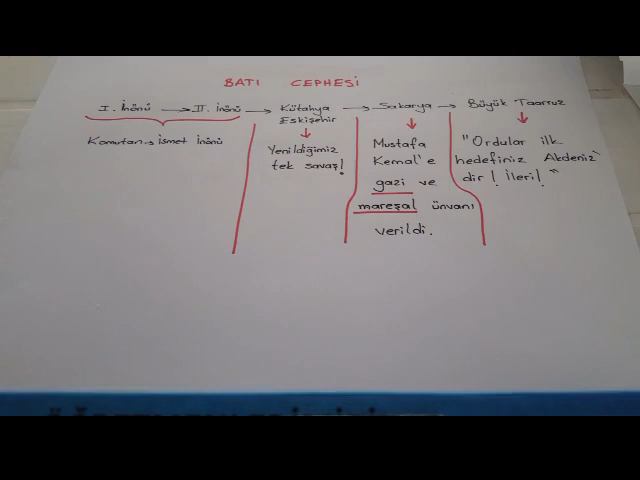 BATI CEPHESİ
I. İnönü → II. İnönü → Kütahya Eskişehir → Sakarya → Büyük Taarruz
Komutan → İsmet İnönü
Yenildiğimiz
tek savaş!
Mustafa
Kemal'e
gazi ve
mareşal ünvanı
verildi.
"Ordular ilk
hedefiniz Akdeniz'
dir! İleri!"